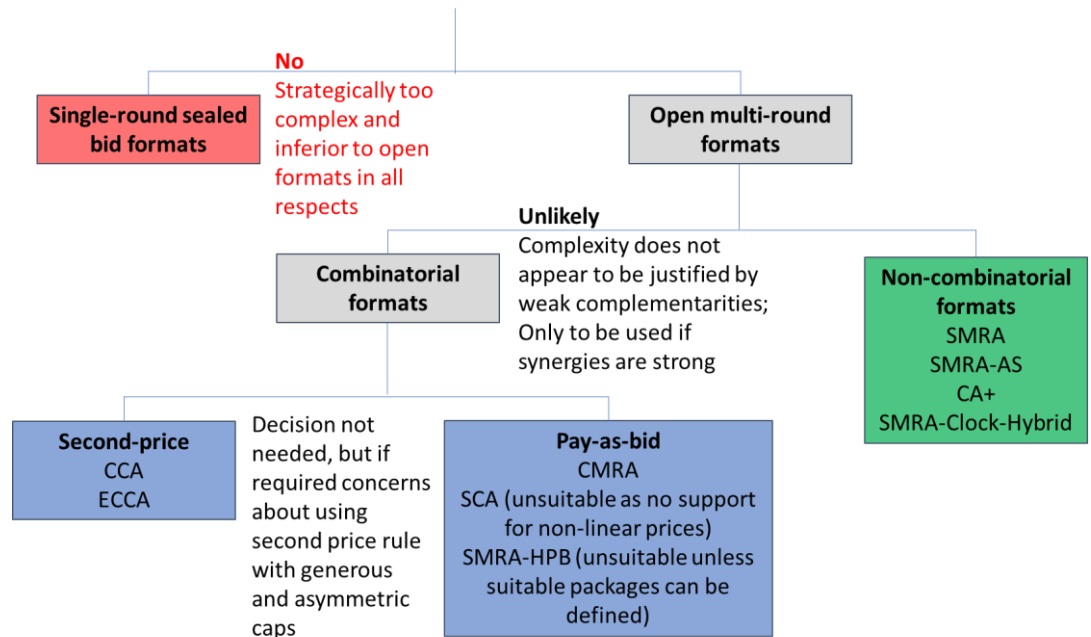 No
Strategically too
complex and
inferior to open
formats in all
respects
Single-round sealed
bid formats
Open multi-round
formats
Unlikely
Complexity does not
appear to be justified by
weak complementarities;
Only to be used if
synergies are strong
Combinatorial
formats
Non-combinatorial
formats
SMRA
SMRA-AS
CA+
SMRA-Clock-Hybrid
Second-price
CCA
ECCA
Decision not
needed, but if
required concerns
about using
second price rule
with generous
and asymmetric
caps
Pay-as-bid
CMRA
SCA (unsuitable as no support
for non-linear prices)
SMRA-HPB (unsuitable unless
suitable packages can be
defined)